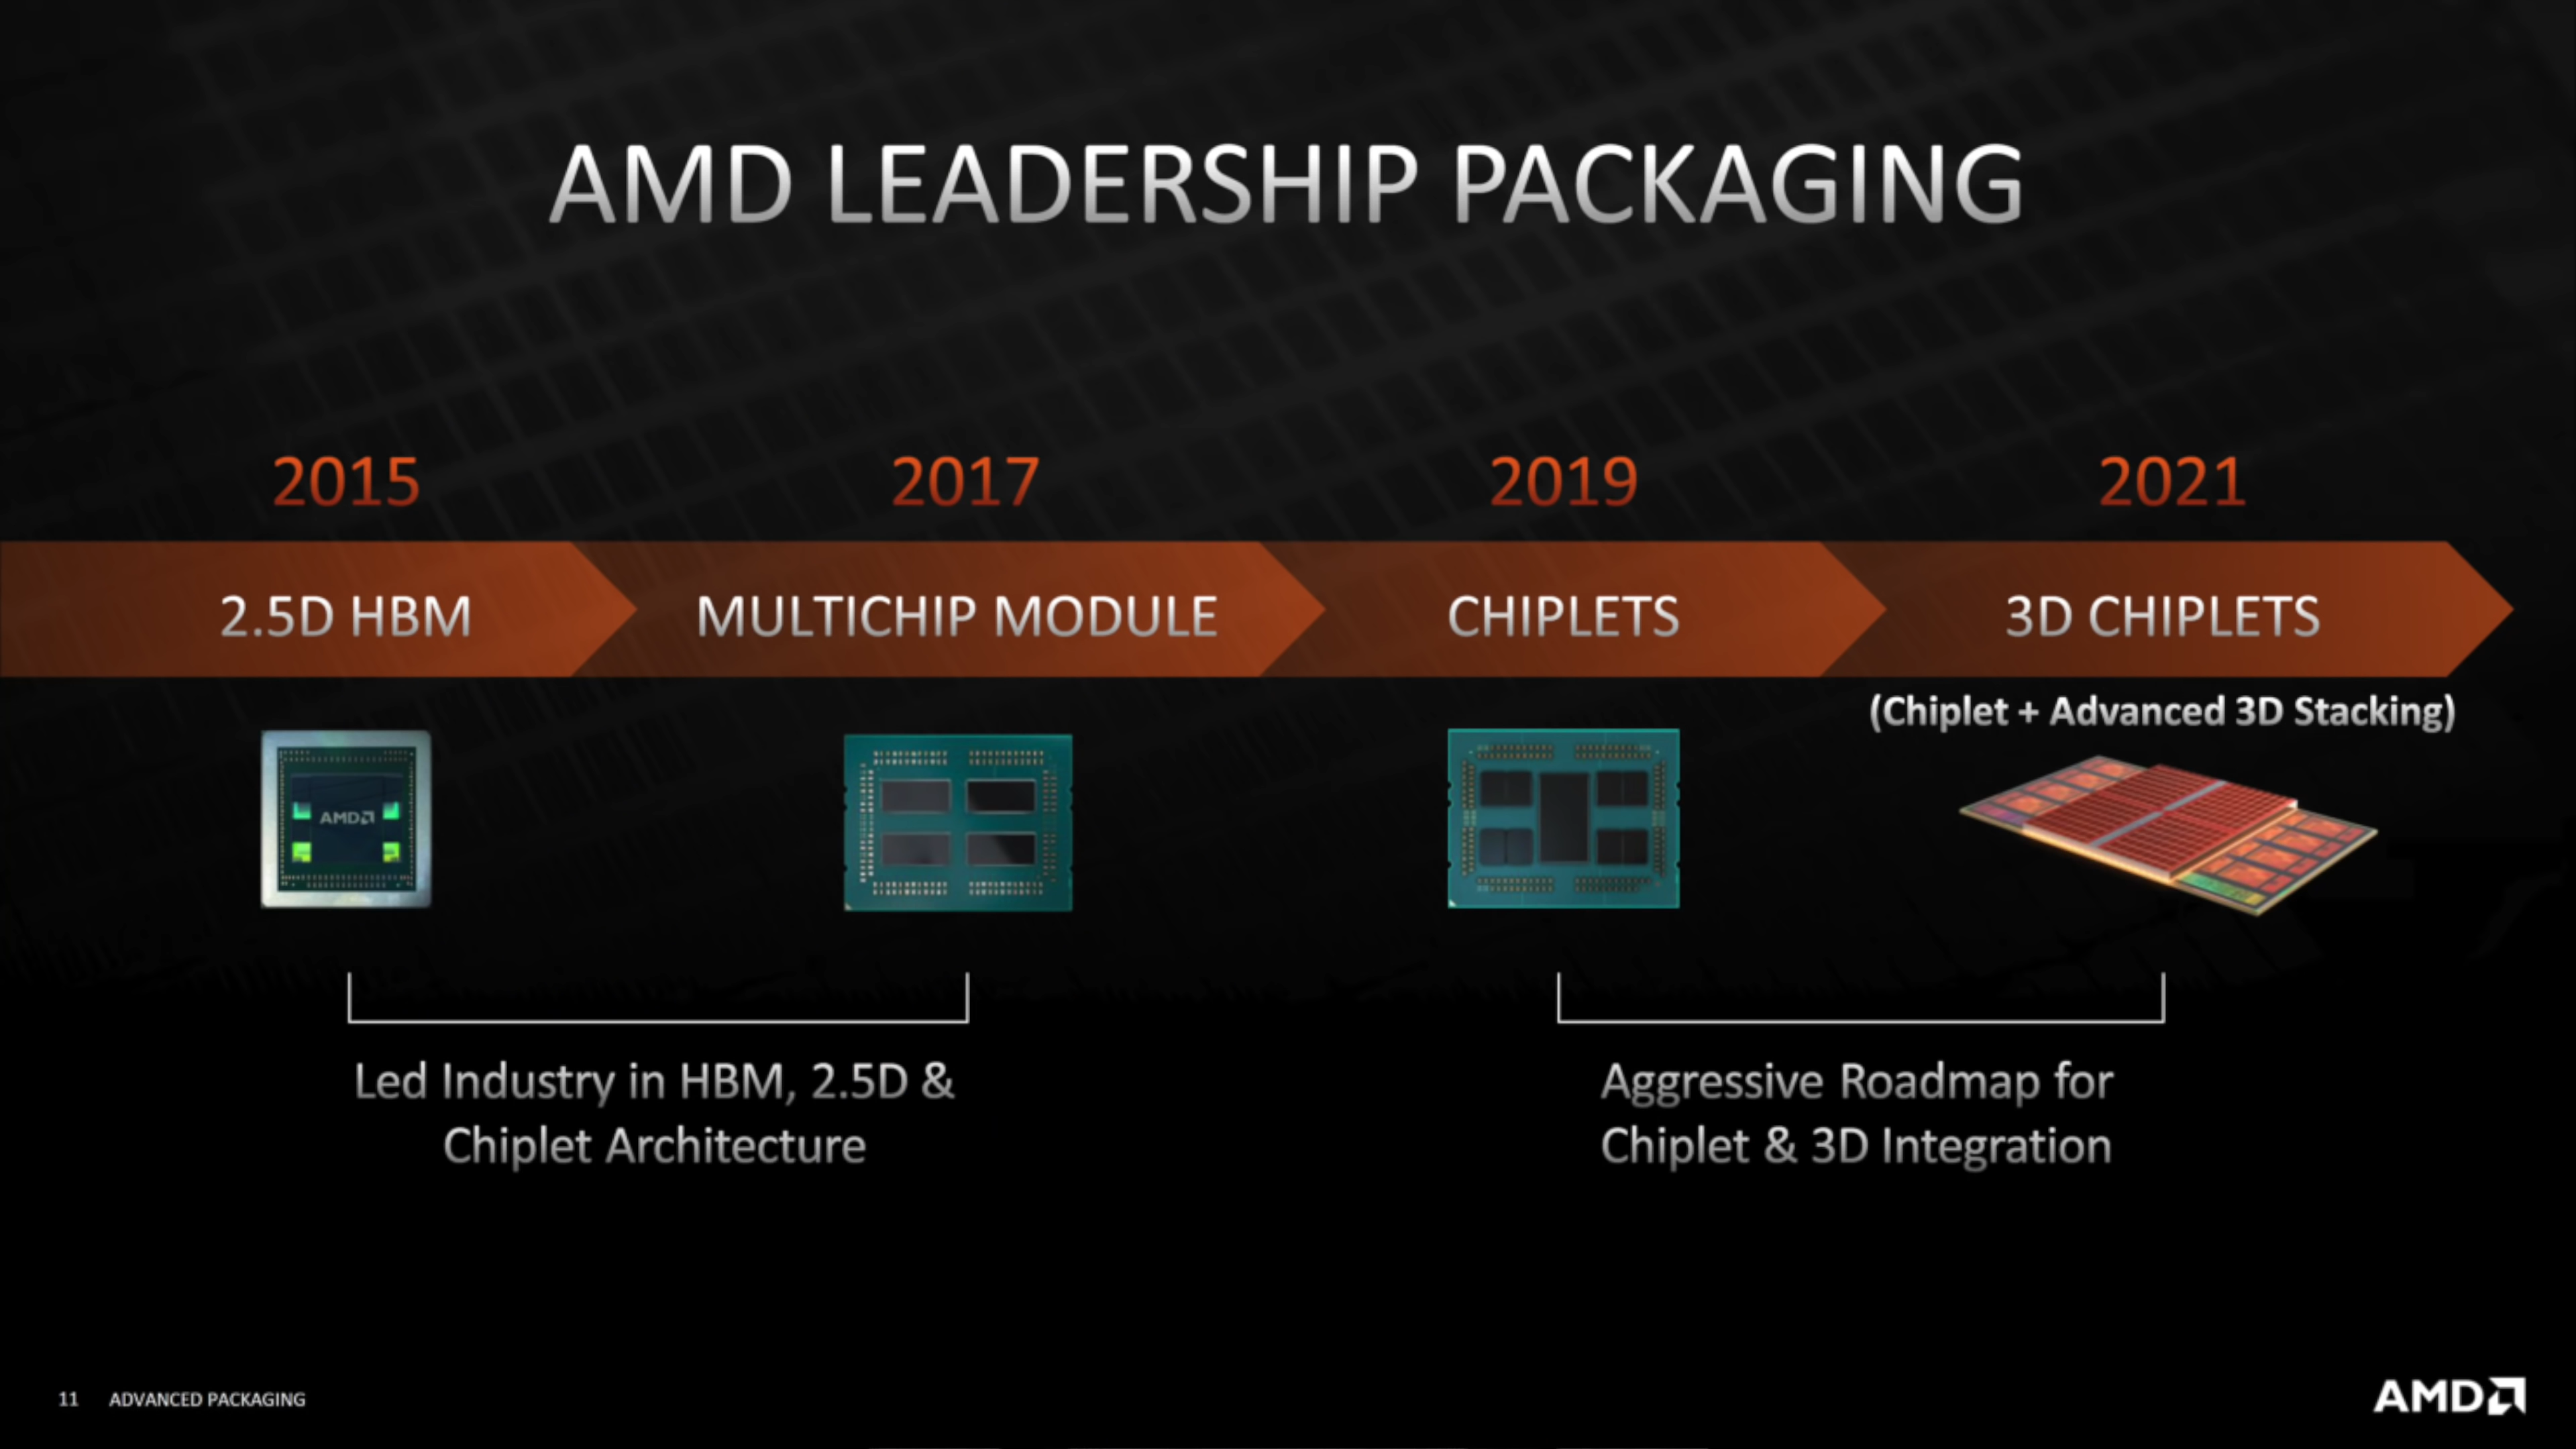 AMD LEADERSHIP PACKAGING
2015
2017
2019
2021
2.5D HBM
MULTICHIP MODULE
CHIPLETS
3D CHIPLETS
(Chiplet + Advanced 3D Stacking)
AMD
Led Industry in HBM, 2.5D &
Chiplet Architecture
Aggressive Roadmap for
Chiplet & 3D Integration
11 ADVANCED PACKAGING
AMD